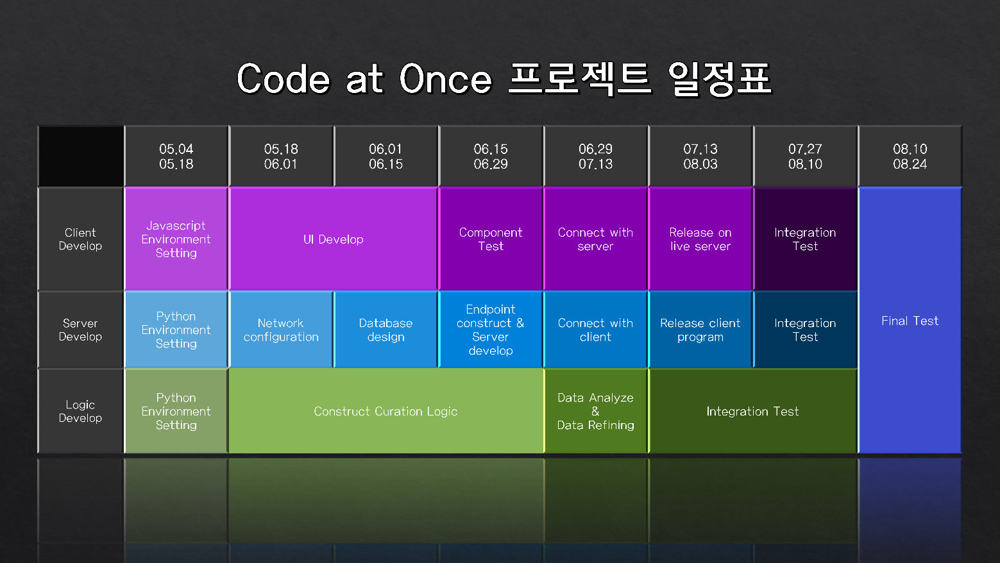 Code at Once 프로젝트 일정표
05.04
05.18
05.18
06.01
06.01
06.15
06.15
06.29
06.29
07.13
07.13
08.03
07.27
08.10
08.10
08.24
Client
Develop
Javascript
Environment
Setting
UI Develop
Component
Test
Connect with
server
Release on
live server
Integration
Test
Final Test
Server
Develop
Python
Environment
Setting
Network
configuration
Database
design
Endpoint
construct &
Server
develop
Connect with
client
Release client
program
Integration
Test
Logic
Develop
Python
Environment
Setting
Construct Curation Logic
Data Analyze
&
Data Refining
Integration Test